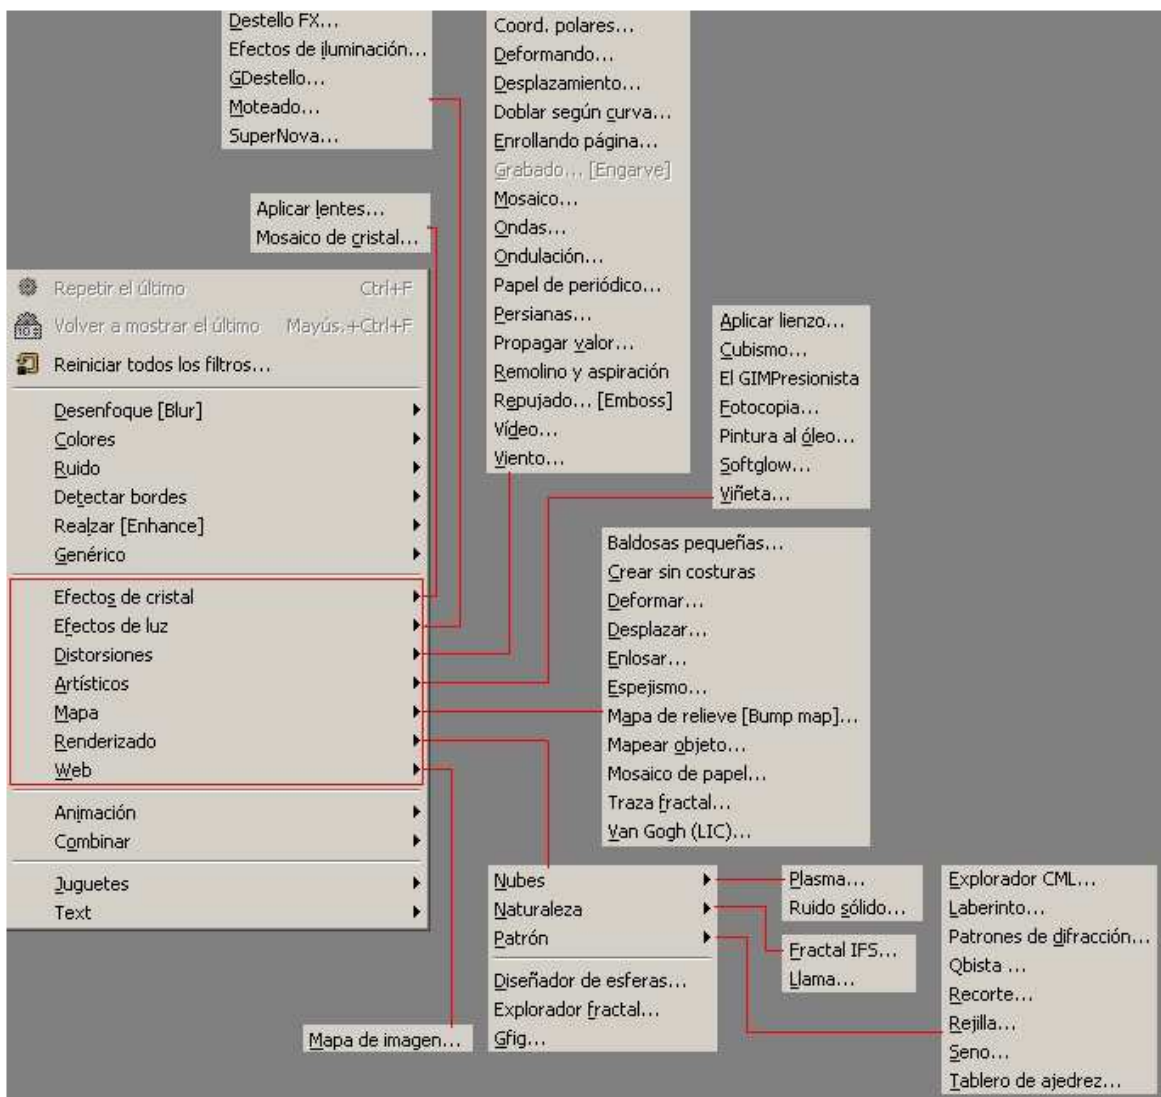 Destello FX...
Efectos de iluminación...
GDestello...
Moteado...
SuperNova...
Coord. polares...
Deformando...
Desplazamiento...
Doblar según curva...
Enrollando página...
Grabado... [Engarve]
Mosaico...
Ondas...
Ondulación...
Papel de periódico...
Persianas...
Propagar valor...
Remolino y aspiración
Repujado... [Emboss]
Vídeo...
Viento...
Aplicar lentes...
Mosaico de cristal...
Repetir el último Ctrl+F
Volver a mostrar el último Mayús.+Ctrl+F
Reiniciar todos los filtros...
Desenfoque [Blur]
Colores
Ruido
Detectar bordes
Realzar [Enhance]
Genérico
Efectos de cristal
Efectos de luz
Distorsiones
Artísticos
Mapa
Renderizado
Web
Animación
Combinar
Juguetes
Text
Aplicar lienzo...
Cubismo...
El GIMPresionista
Fotocopia...
Pintura al óleo...
Softglow...
Viñeta...
Baldosas pequeñas...
Crear sin costuras
Deformar...
Desplazar...
Enlosar...
Espejismo...
Mapa de relieve [Bump map]...
Mapear objeto...
Mosaico de papel...
Traza fractal...
Van Gogh (LIC)...
Nubes
Naturaleza
Patrón
Diseñador de esferas...
Explorador fractal...
Gfig...
Mapa de imagen...
Plasma...
Ruido sólido...
Fractal IFS...
Llama...
Explorador CML...
Laberinto...
Patrones de difracción...
Qbista ...
Recorte...
Rejilla...
Seno...
Tablero de ajedrez...